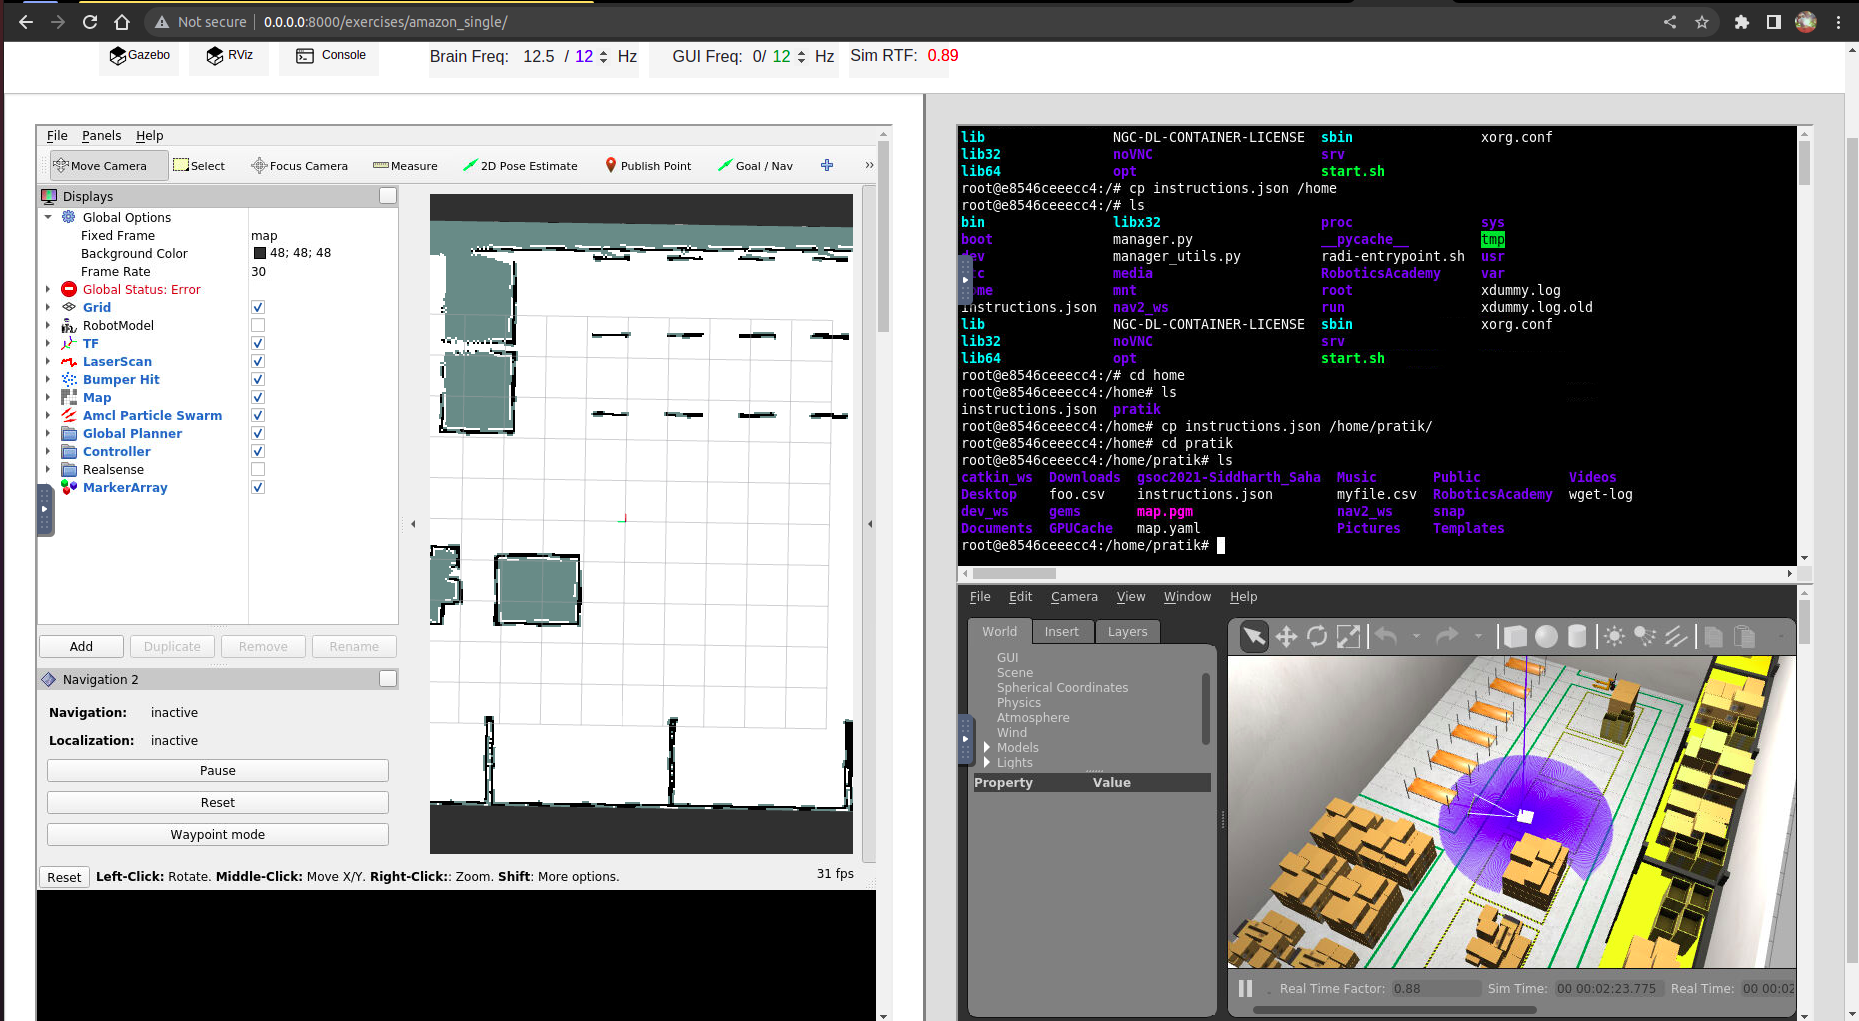 Not secure | 0.0.0.0:8000/exercises/amazon_single/
Gazebo RViz Console Brain Freq: 12.5 / 12 Hz GUI Freq: 0/ 12 Hz Sim RTF: 0.89
File Panels Help
Move Camera Select Focus Camera Measure 2D Pose Estimate Publish Point Goal / Nav »
Displays
Global Options
Fixed Frame map
Background Color 48; 48; 48
Frame Rate 30
Global Status: Error
Grid
RobotModel
TF
LaserScan
Bumper Hit
Map
Amcl Particle Swarm
Global Planner
Controller
Realsense
MarkerArray
Add Duplicate Remove Rename
Navigation 2
Navigation: inactive
Localization: inactive
Pause
Reset
Waypoint mode
Reset Left-Click: Rotate. Middle-Click: Move X/Y. Right-Click:: Zoom. Shift: More options. 31 fps
lib NGC-DL-CONTAINER-LICENSE sbin xorg.conf
lib32 noVNC srv
lib64 opt start.sh
root@e8546ceeecc4:/# cp instructions.json /home
root@e8546ceeecc4:/# ls
bin libx32 proc sys
boot manager.py __pycache__ tmp
dev manager_utils.py radi-entrypoint.sh usr
media RoboticsAcademy var
mnt root xdummy.log
instructions.json nav2_ws run xdummy.log.old
lib NGC-DL-CONTAINER-LICENSE sbin xorg.conf
lib32 noVNC srv
lib64 opt start.sh
root@e8546ceeecc4:/# cd home
root@e8546ceeecc4:/home# ls
instructions.json pratik
root@e8546ceeecc4:/home# cp instructions.json /home/pratik/
root@e8546ceeecc4:/home# cd pratik
root@e8546ceeecc4:/home/pratik# ls
catkin_ws Downloads gsoc2021-Siddharth_Saha Music Public Videos
Desktop foo.csv instructions.json myfile.csv RoboticsAcademy wget-log
dev_ws gems map.pgm nav2_ws snap
Documents GPUCache map.yaml Pictures Templates
root@e8546ceeecc4:/home/pratik#
File Edit Camera View Window Help
World Insert Layers
GUI
Scene
Spherical Coordinates
Physics
Atmosphere
Wind
Models
Lights
Property Value
Real Time Factor: 0.88 Sim Time: 00 00:02:23.775 Real Time: 00 00:02